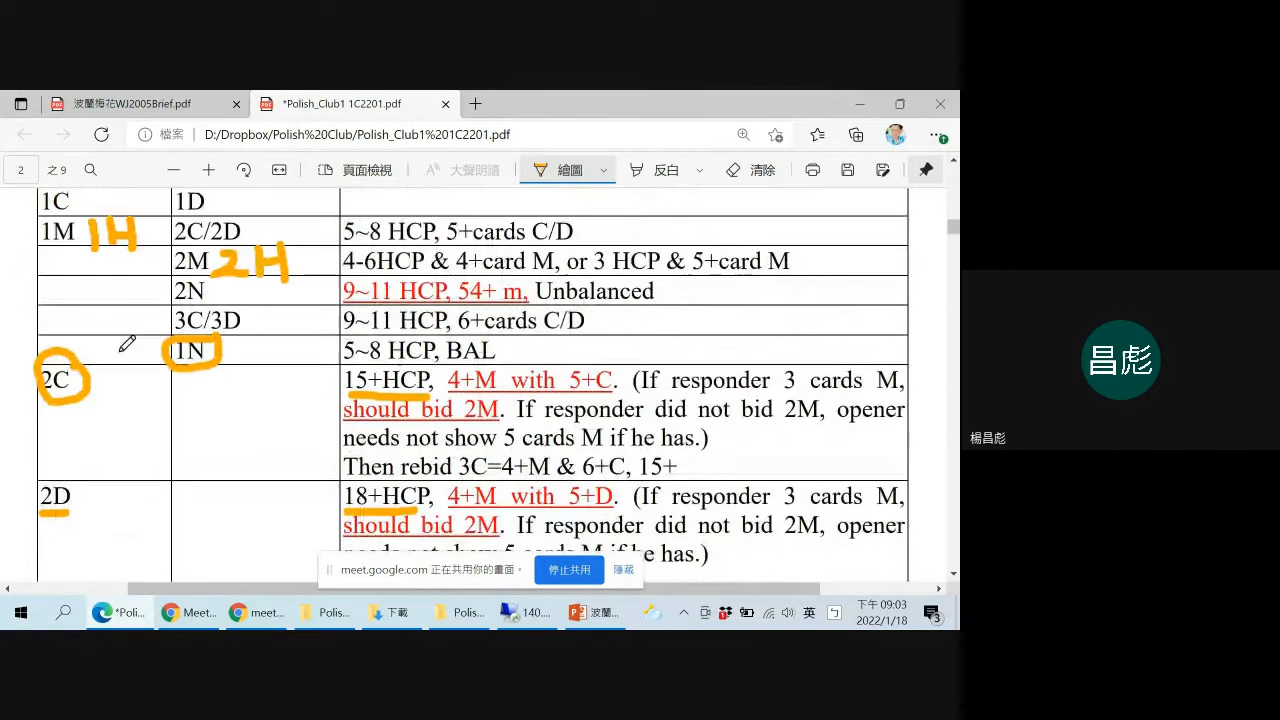 波蘭梅花WJ2005Brief.pdf
*Polish_Club1 1C2201.pdf
檔案 D:/Dropbox/Polish%20Club/Polish_Club1%201C2201.pdf
2 之 9 頁面檢視 大聲朗讀 繪圖 反白 清除
1C 1D
1M 1H 2C/2D 5~8 HCP, 5+cards C/D
2M 2H 4-6HCP & 4+card M, or 3 HCP & 5+card M
2N 9~11 HCP, 54+ m, Unbalanced
3C/3D 9~11 HCP, 6+cards C/D
1N 5~8 HCP, BAL
2C 15+HCP, 4+M with 5+C. (If responder 3 cards M,
should bid 2M. If responder did not bid 2M, opener
needs not show 5 cards M if he has.)
Then rebid 3C=4+M & 6+C, 15+
2D 18+HCP, 4+M with 5+D. (If responder 3 cards M,
should bid 2M. If responder did not bid 2M, opener
needs not show 5 cards M if he has.)
meet.google.com 正在共用你的畫面。 停止共用 隱藏
*Poli... Meet... meet... Polis... 下載 Polis... 140.... 波蘭... 英 下午 09:03
2022/1/18 3
昌彪
楊昌彪